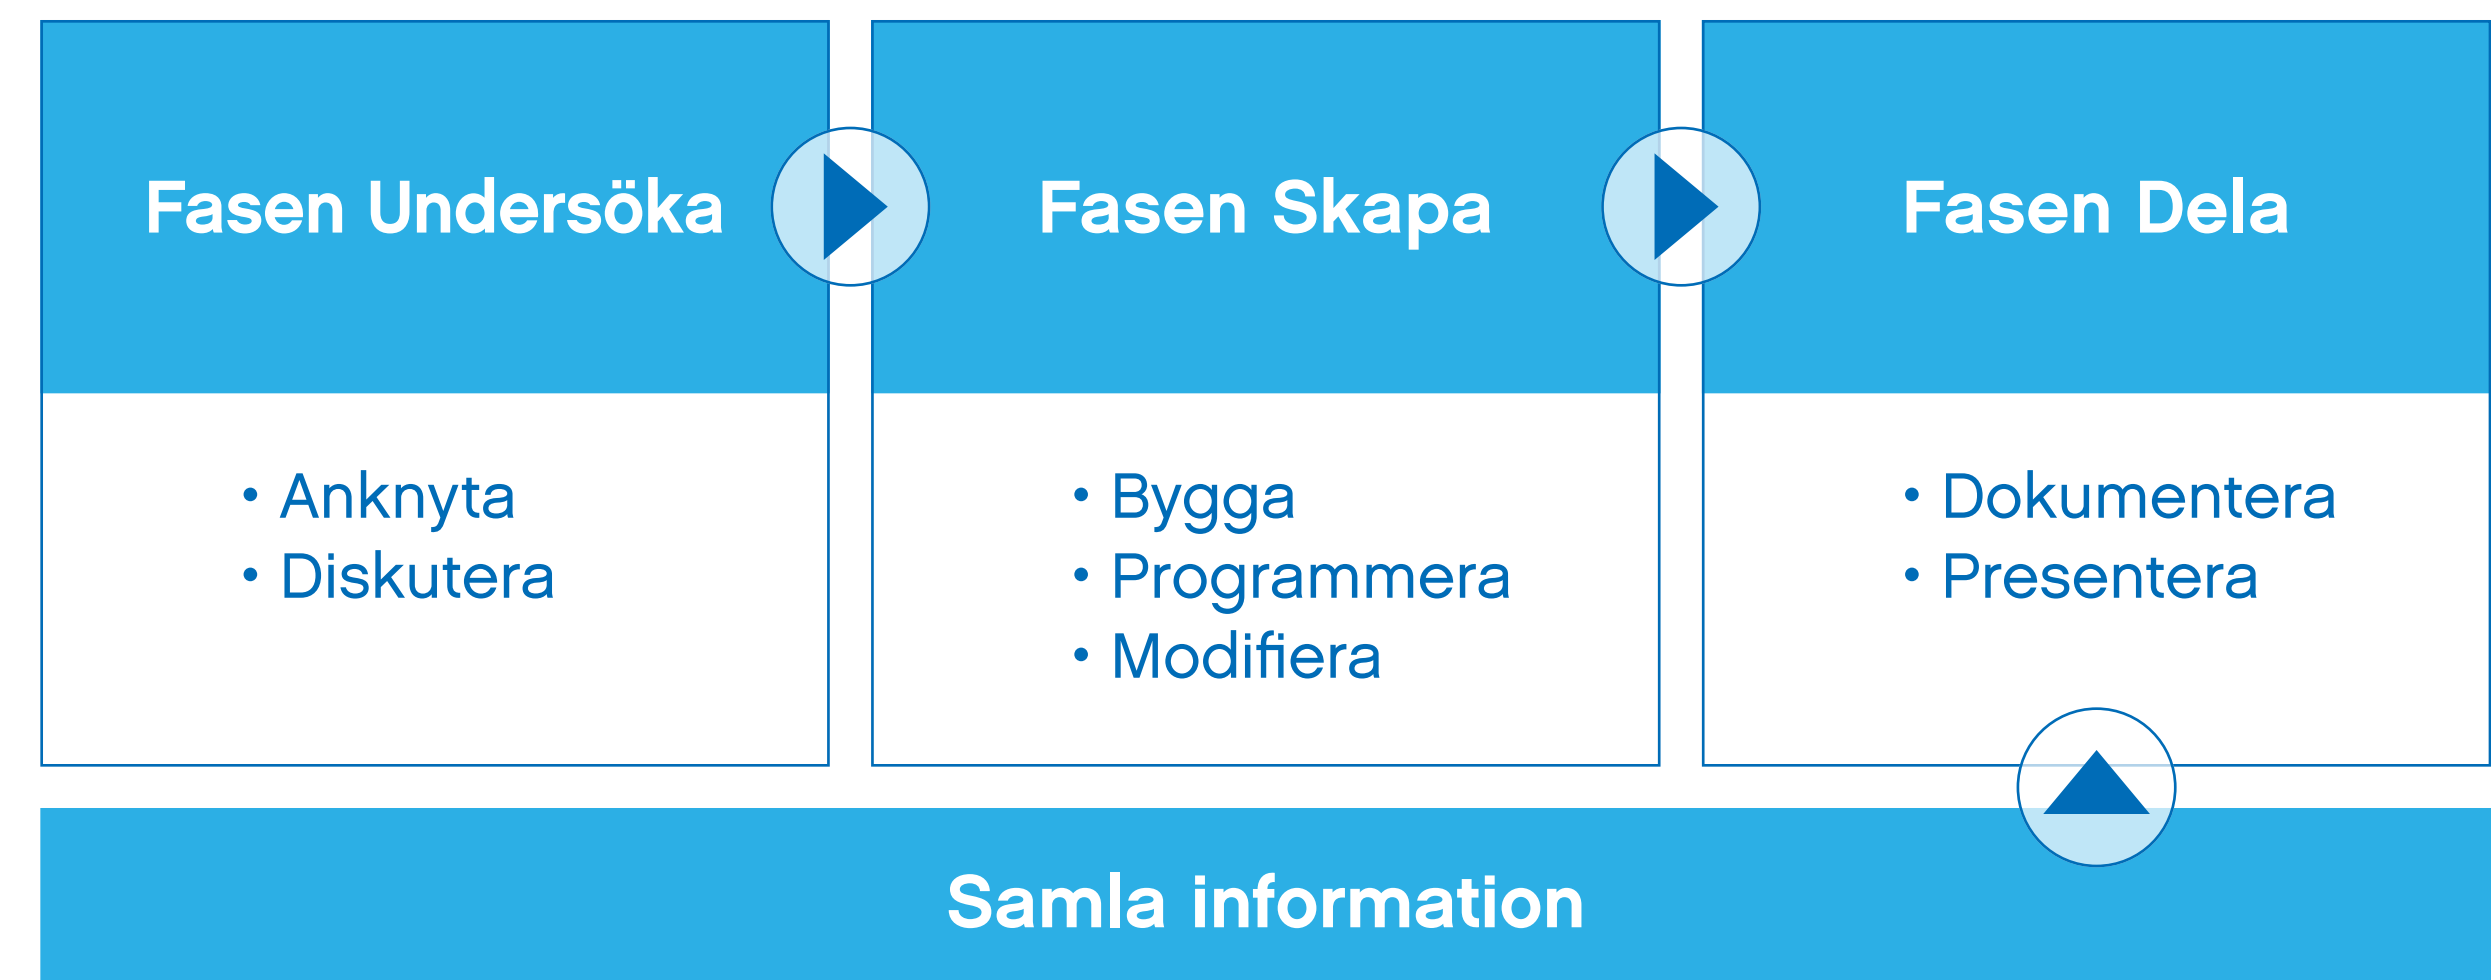 Fasen Undersöka
• Anknyta
• Diskutera
Fasen Skapa
• Bygga
• Programmera
• Modifiera
Fasen Dela
• Dokumentera
• Presentera
Samla information